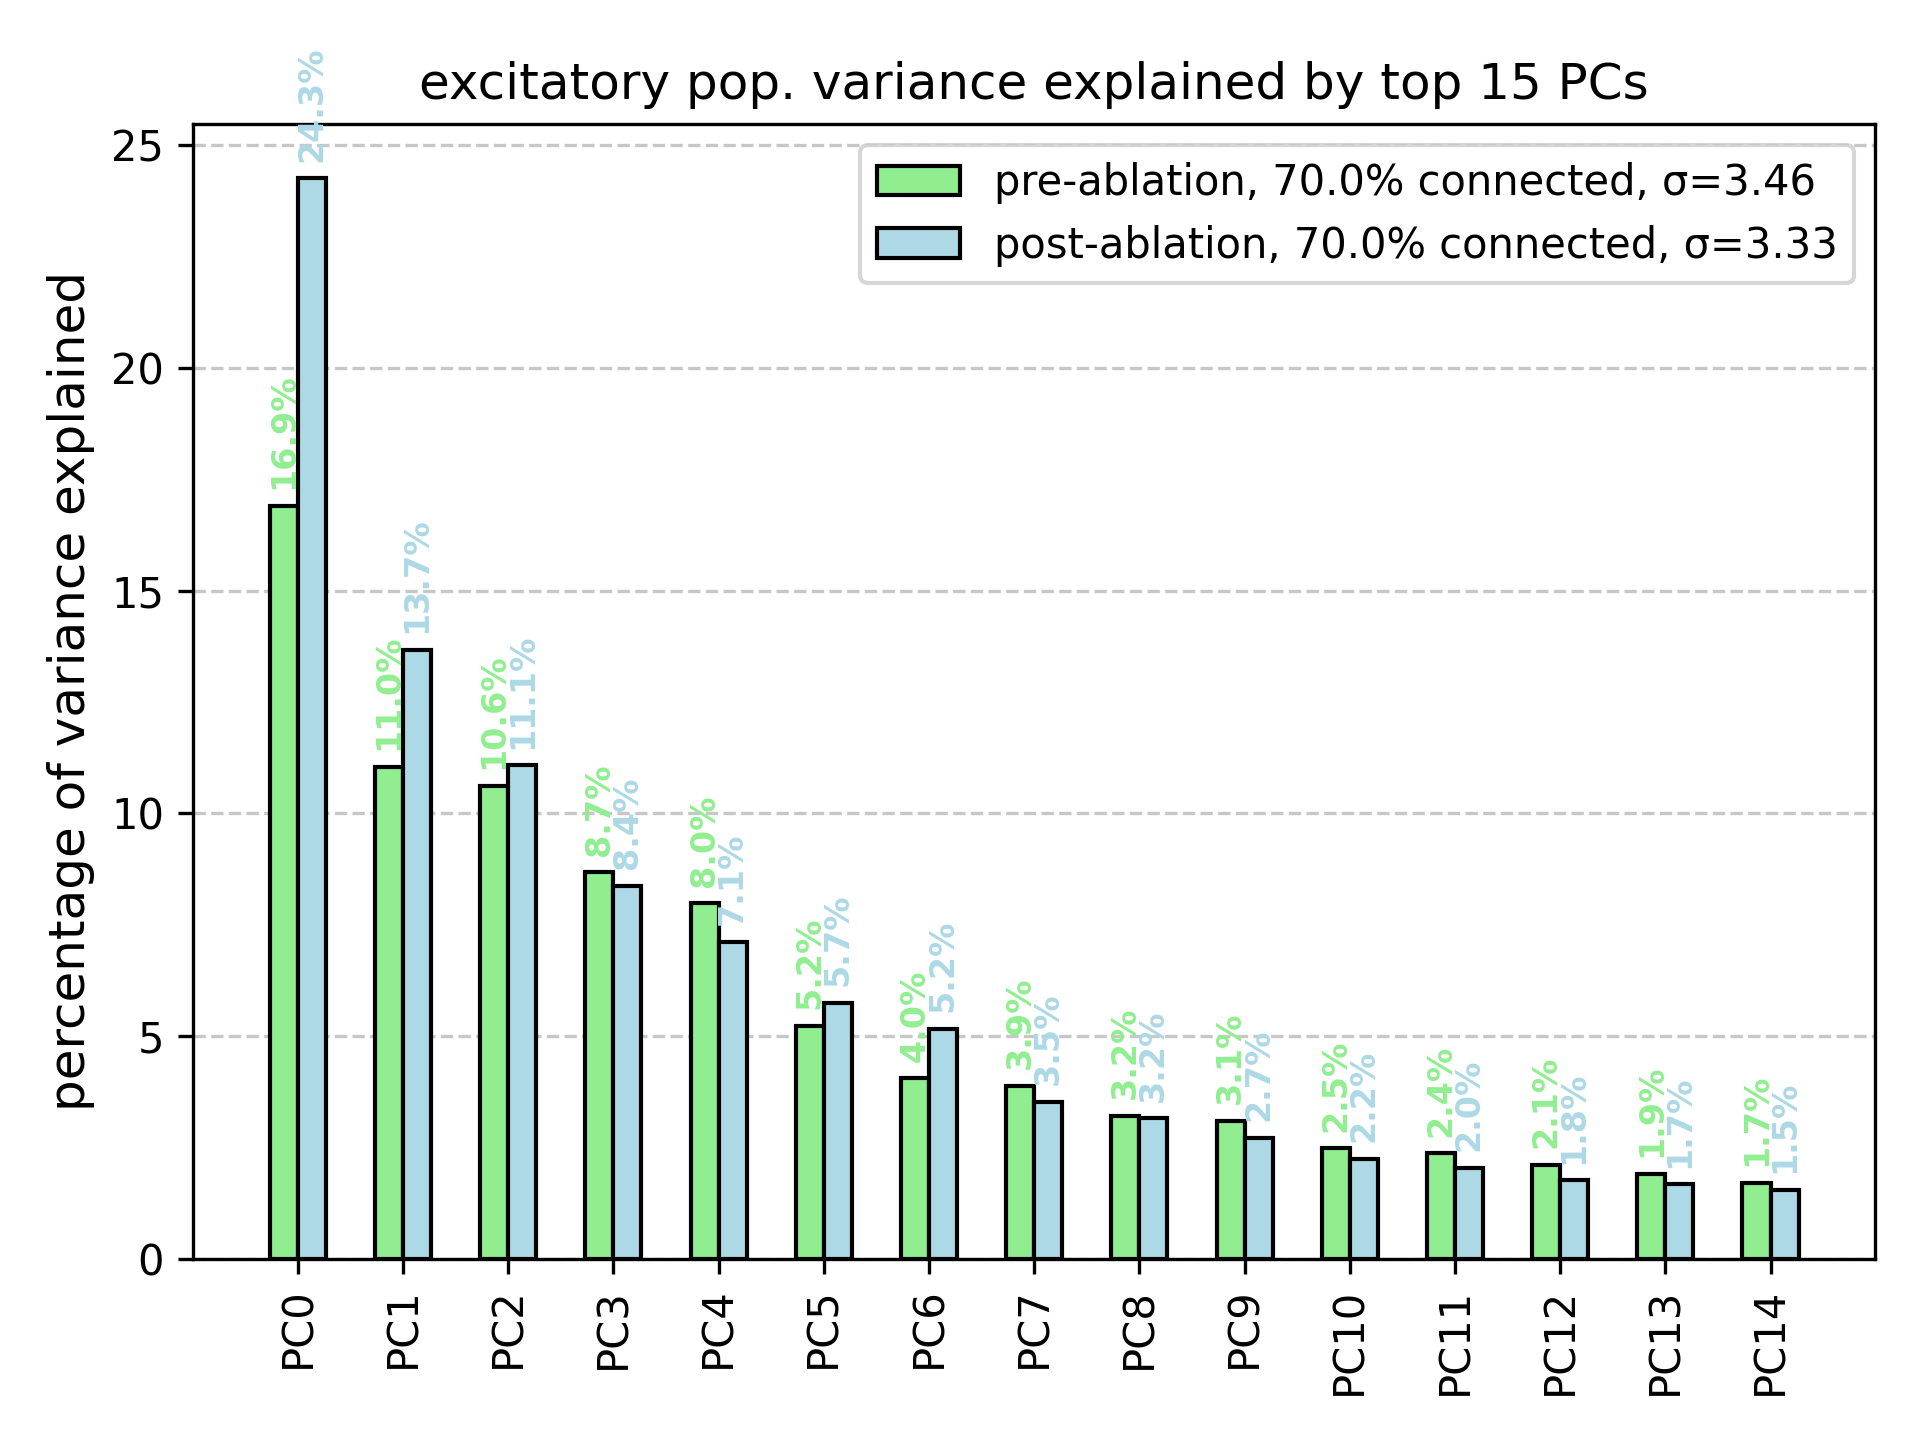 excitatory pop. variance explained by top 15 PCs
percentage of variance explained
25
20
15
10
5
0
pre-ablation, 70.0% connected, σ=3.46
post-ablation, 70.0% connected, σ=3.33
16.9%
24.3%
11.0%
13.7%
10.6%
11.1%
8.7%
8.4%
8.0%
7.1%
5.2%
5.7%
4.0%
5.2%
3.9%
3.5%
3.2%
3.2%
3.1%
2.7%
2.5%
2.2%
2.4%
2.0%
2.1%
1.8%
1.9%
1.7%
1.7%
1.5%
PC0
PC1
PC2
PC3
PC4
PC5
PC6
PC7
PC8
PC9
PC10
PC11
PC12
PC13
PC14